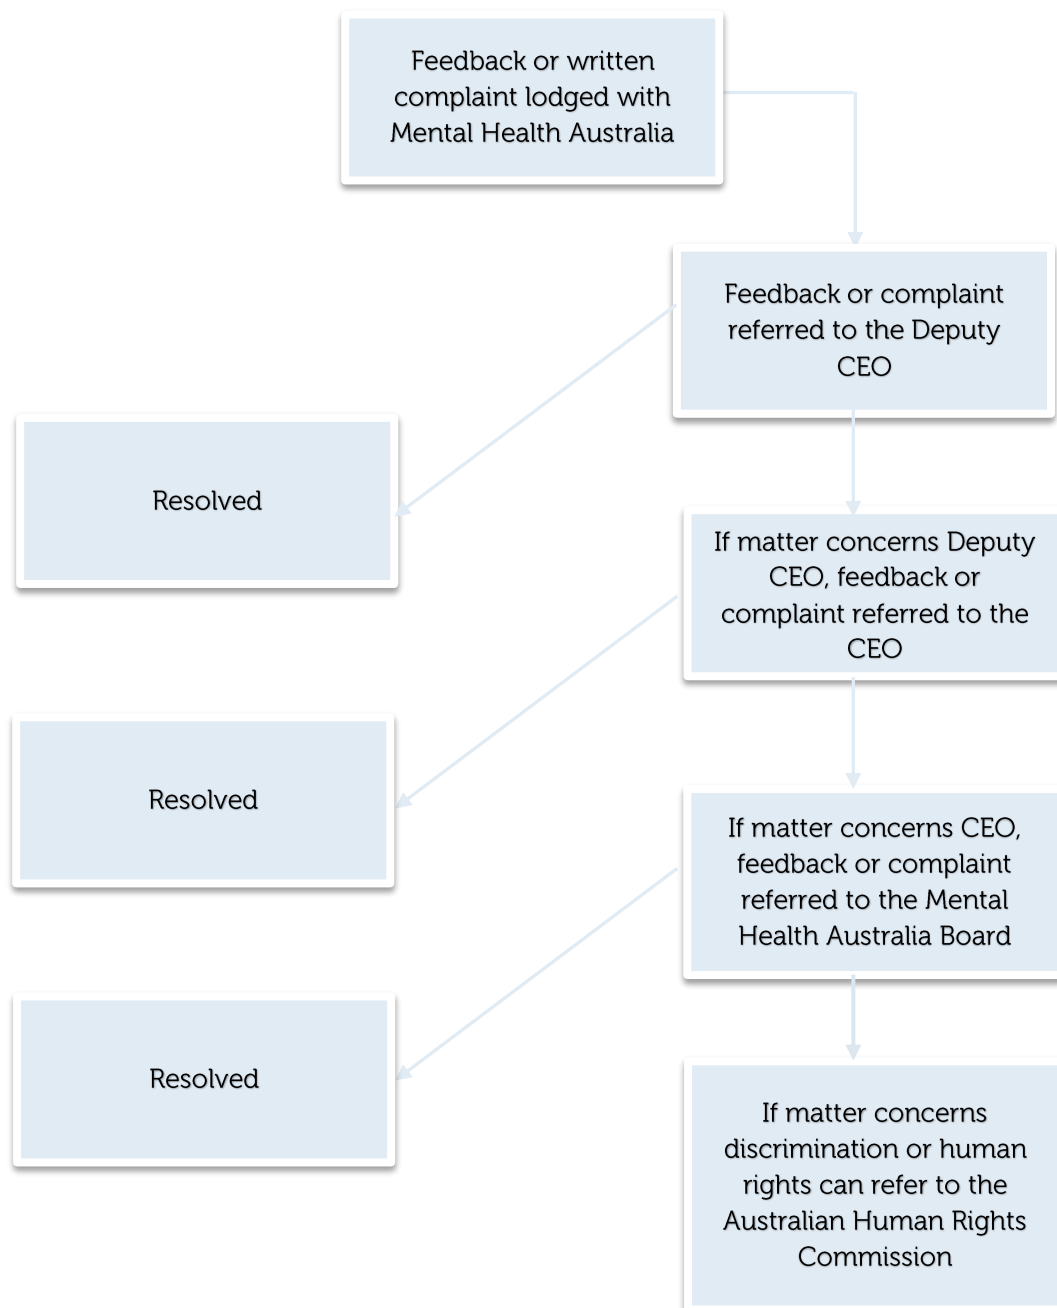 Feedback or written
complaint lodged with
Mental Health Australia
Feedback or complaint
referred to the Deputy
CEO
Resolved
If matter concerns Deputy
CEO, feedback or
complaint referred to the
CEO
Resolved
If matter concerns CEO,
feedback or complaint
referred to the Mental
Health Australia Board
Resolved
If matter concerns
discrimination or human
rights can refer to the
Australian Human Rights
Commission